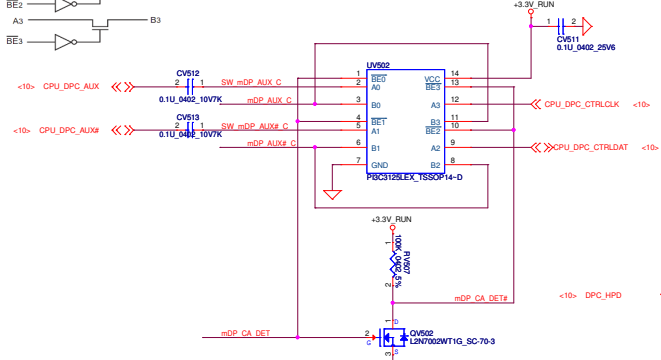 BE2
A3
B3
BE3
+3.3V_RUN
1
2
CV511
0.1U_0402_25V6
UV502
1
BE0
VCC
14
2
A0
BE3
13
3
B0
A3
12
4
BE1
B3
11
5
A1
BE2
10
6
B1
A2
9
7
GND
B2
8
PI3C3125LEX_TSSOP14~D
<10> CPU_DPC_AUX
CV512
2
1
SW_mDP_AUX_C
0.1U_0402_10V7K
mDP_AUX_C
<10> CPU_DPC_AUX#
CV513
2
1
SW_mDP_AUX#_C
0.1U_0402_10V7K
mDP_AUX#_C
CPU_DPC_CTRLCLK <10>
CPU_DPC_CTRLDAT <10>
+3.3V_RUN
1
100K_0402_5%
RV507
2
mDP_CA_DET#
<10> DPC_HPD
mDP_CA_DET
1
D
2
G
QV502
L2N7002WT1G_SC-70-3
3
S